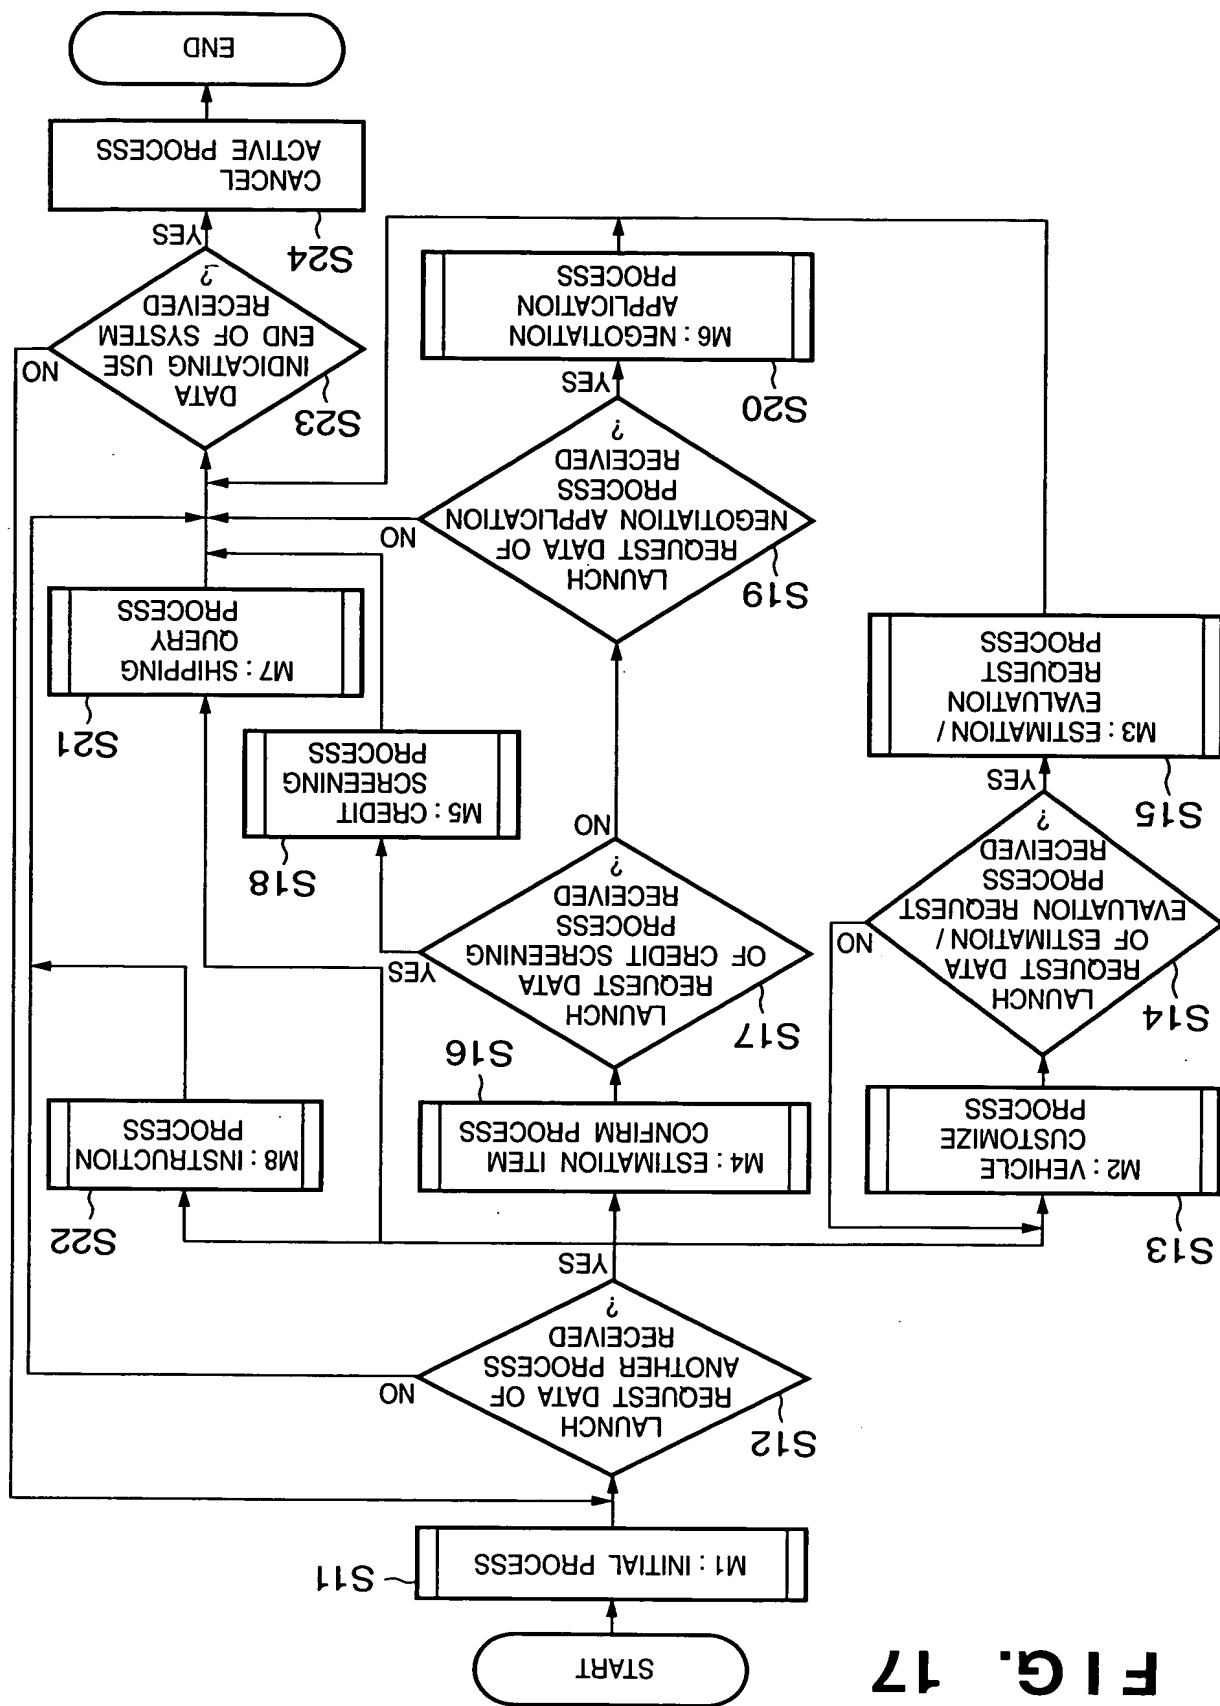 FIG. 17
START
M1 : INITIAL PROCESS
S11
LAUNCH
REQUEST DATA OF
ANOTHER PROCESS
RECEIVED
?
S12
YES
NO
M2 : VEHICLE
CUSTOMIZE
PROCESS
S13
LAUNCH
REQUEST DATA
OF ESTIMATION /
EVALUATION REQUEST
PROCESS
RECEIVED
?
S14
NO
YES
M3 : ESTIMATION /
EVALUATION
REQUEST
PROCESS
S15
M4 : ESTIMATION ITEM
CONFIRM PROCESS
S16
LAUNCH
REQUEST DATA
OF CREDIT SCREENING
PROCESS
RECEIVED
?
S17
YES
NO
M5 : CREDIT
SCREENING
PROCESS
S18
LAUNCH
REQUEST DATA OF
NEGOTIATION APPLICATION
PROCESS
RECEIVED
?
S19
NO
YES
M6 : NEGOTIATION
APPLICATION
PROCESS
S20
M7 : SHIPPING
QUERY
PROCESS
S21
M8 : INSTRUCTION
PROCESS
S22
DATA
INDICATING USE
END OF SYSTEM
RECEIVED
?
S23
NO
YES
CANCEL
ACTIVE PROCESS
S24
END